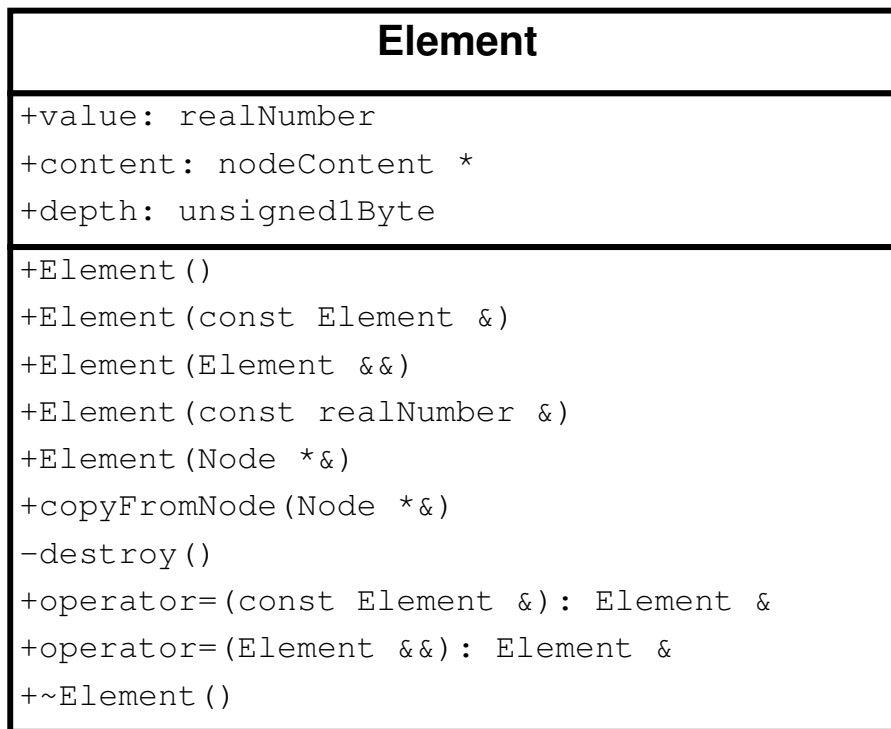 Element
+value: realNumber
+content: nodeContent *
+depth: unsigned1Byte
+Element()
+Element(const Element &)
+Element(Element &&)
+Element(const realNumber &)
+Element(Node *&)
+copyFromNode(Node *&)
-destroy()
+operator=(const Element &): Element &
+operator=(Element &&): Element &
+~Element()